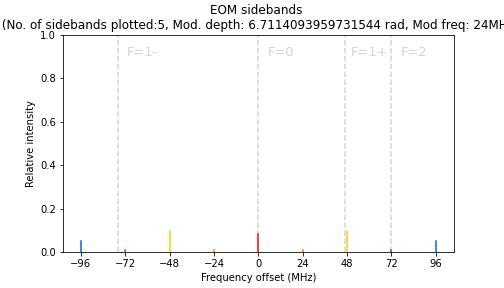 EOM sidebands
(No. of sidebands plotted:5, Mod. depth: 6.7114093959731544 rad, Mod freq: 24MH
1.0
F=1-
F=0
F=1+
F=2
0.8
0.6
Relative intensity
0.4
0.2
0.0
−96 −72 −48 −24 0 24 48 72 96
Frequency offset (MHz)